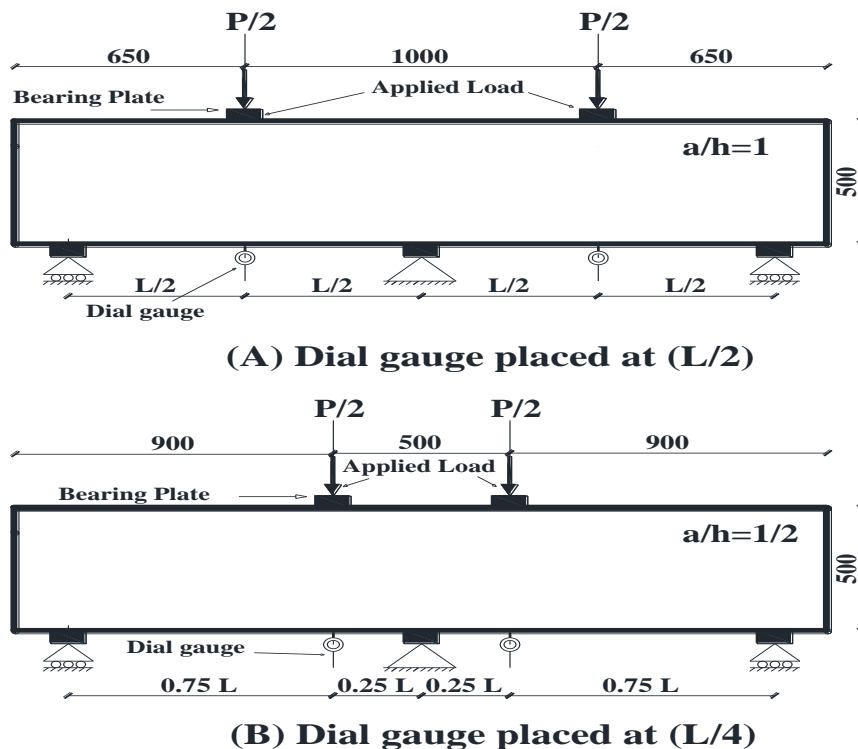 P/2 P/2
650 1000 650
Bearing Plate Applied Load
a/h=1
500
L/2 L/2 L/2 L/2
Dial gauge
(A) Dial gauge placed at (L/2)
P/2 P/2
900 500 900
Applied Load
Bearing Plate
a/h=1/2
500
Dial gauge
0.75 L 0.25 L 0.25 L 0.75 L
(B) Dial gauge placed at (L/4)